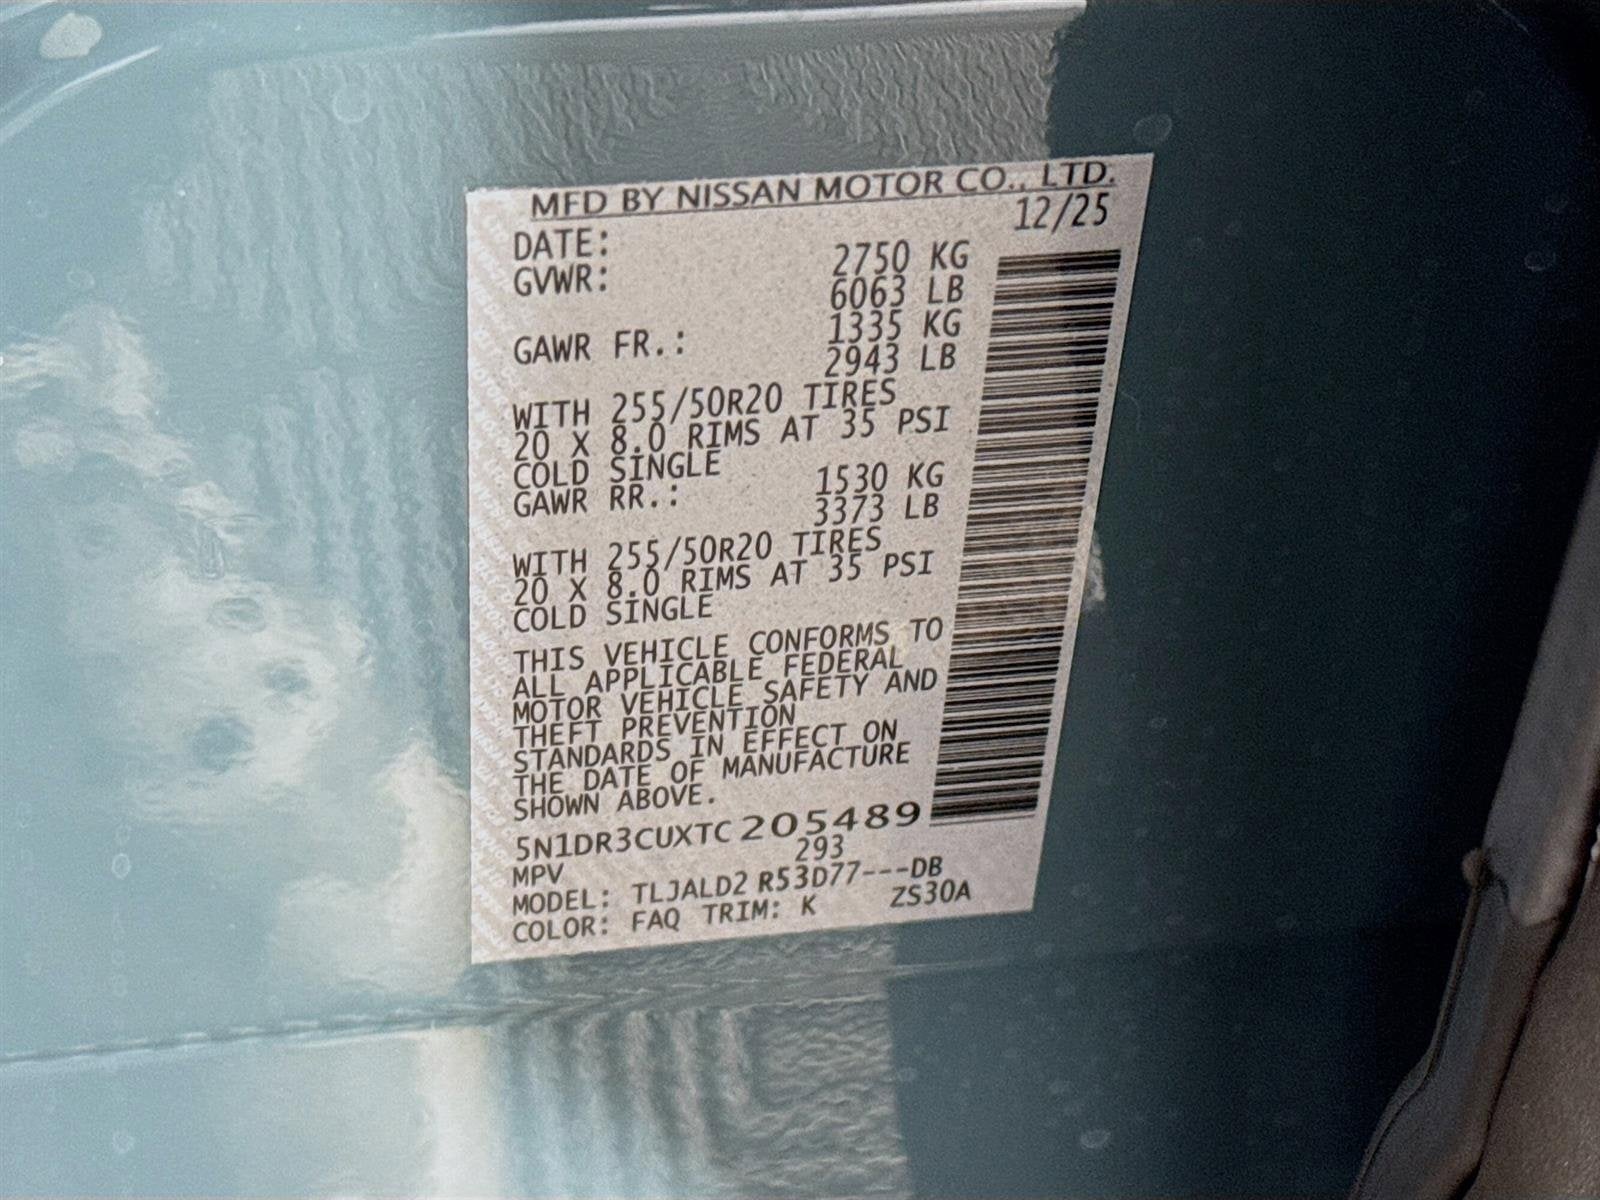 MFD BY NISSAN MOTOR CO., LTD.
DATE: 12/25
GVWR: 2750 KG
6063 LB
GAWR FR.: 1335 KG
2943 LB
WITH 255/50R20 TIRES
20 X 8.0 RIMS AT 35 PSI
COLD SINGLE
GAWR RR.: 1530 KG
3373 LB
WITH 255/50R20 TIRES
20 X 8.0 RIMS AT 35 PSI
COLD SINGLE
THIS VEHICLE CONFORMS TO
ALL APPLICABLE FEDERAL
MOTOR VEHICLE SAFETY AND
THEFT PREVENTION
STANDARDS IN EFFECT ON
THE DATE OF MANUFACTURE
SHOWN ABOVE.
5N1DR3CUXTC205489
MPV 293
MODEL: TLJALD2 R53D77---DB
COLOR: FAQ TRIM: K ZS30A